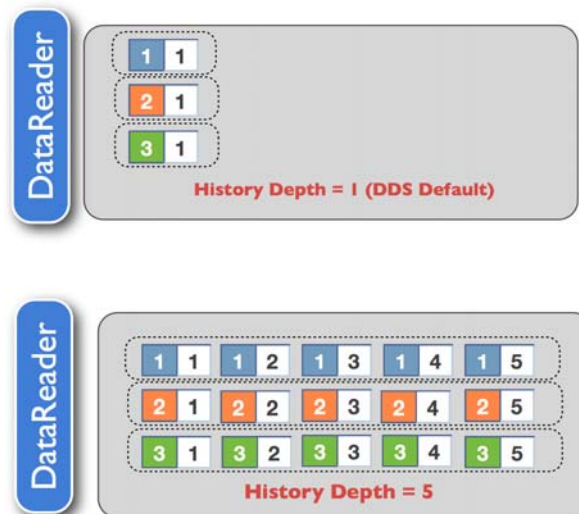 DataReader
1 1
2 1
3 1
History Depth = 1 (DDS Default)
DataReader
1 1 1 2 1 3 1 4 1 5
2 1 2 2 2 3 2 4 2 5
3 1 3 2 3 3 3 4 3 5
History Depth = 5